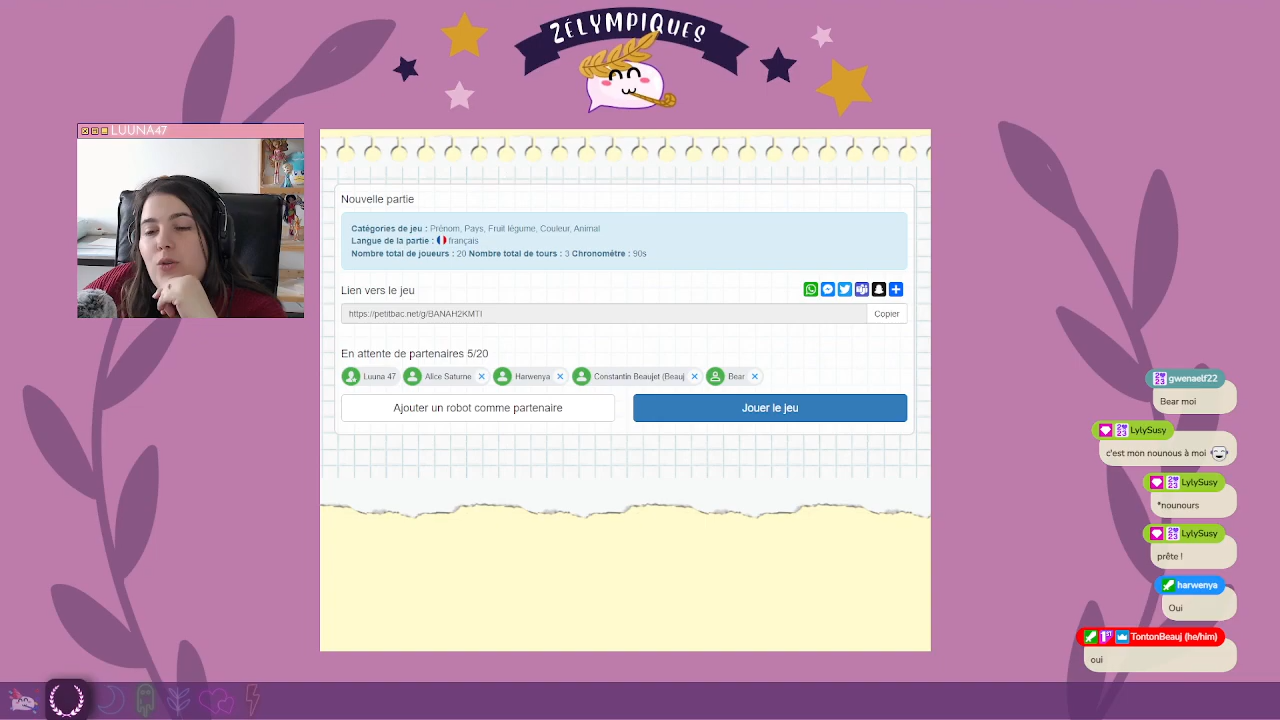 ZÉLYMPIQUES
LUUNA47
Nouvelle partie
Catégories de jeu : Prénom, Pays, Fruit légume, Couleur, Animal
Langue de la partie : français
Nombre total de joueurs : 20 Nombre total de tours : 3 Chronomètre : 90s
Lien vers le jeu
https://petitbac.net/g/BANAH2KMTI
Copier
En attente de partenaires 5/20
Luuna 47
Alice Saturne
Harwenya
Constantin Beaujet (Beauj
Bear
Ajouter un robot comme partenaire
Jouer le jeu
gwenaelf22
Bear moi
LylySusy
c'est mon nounous à moi
LylySusy
*nounours
LylySusy
prête !
harwenya
Oui
1ST TontonBeauj (he/him)
oui